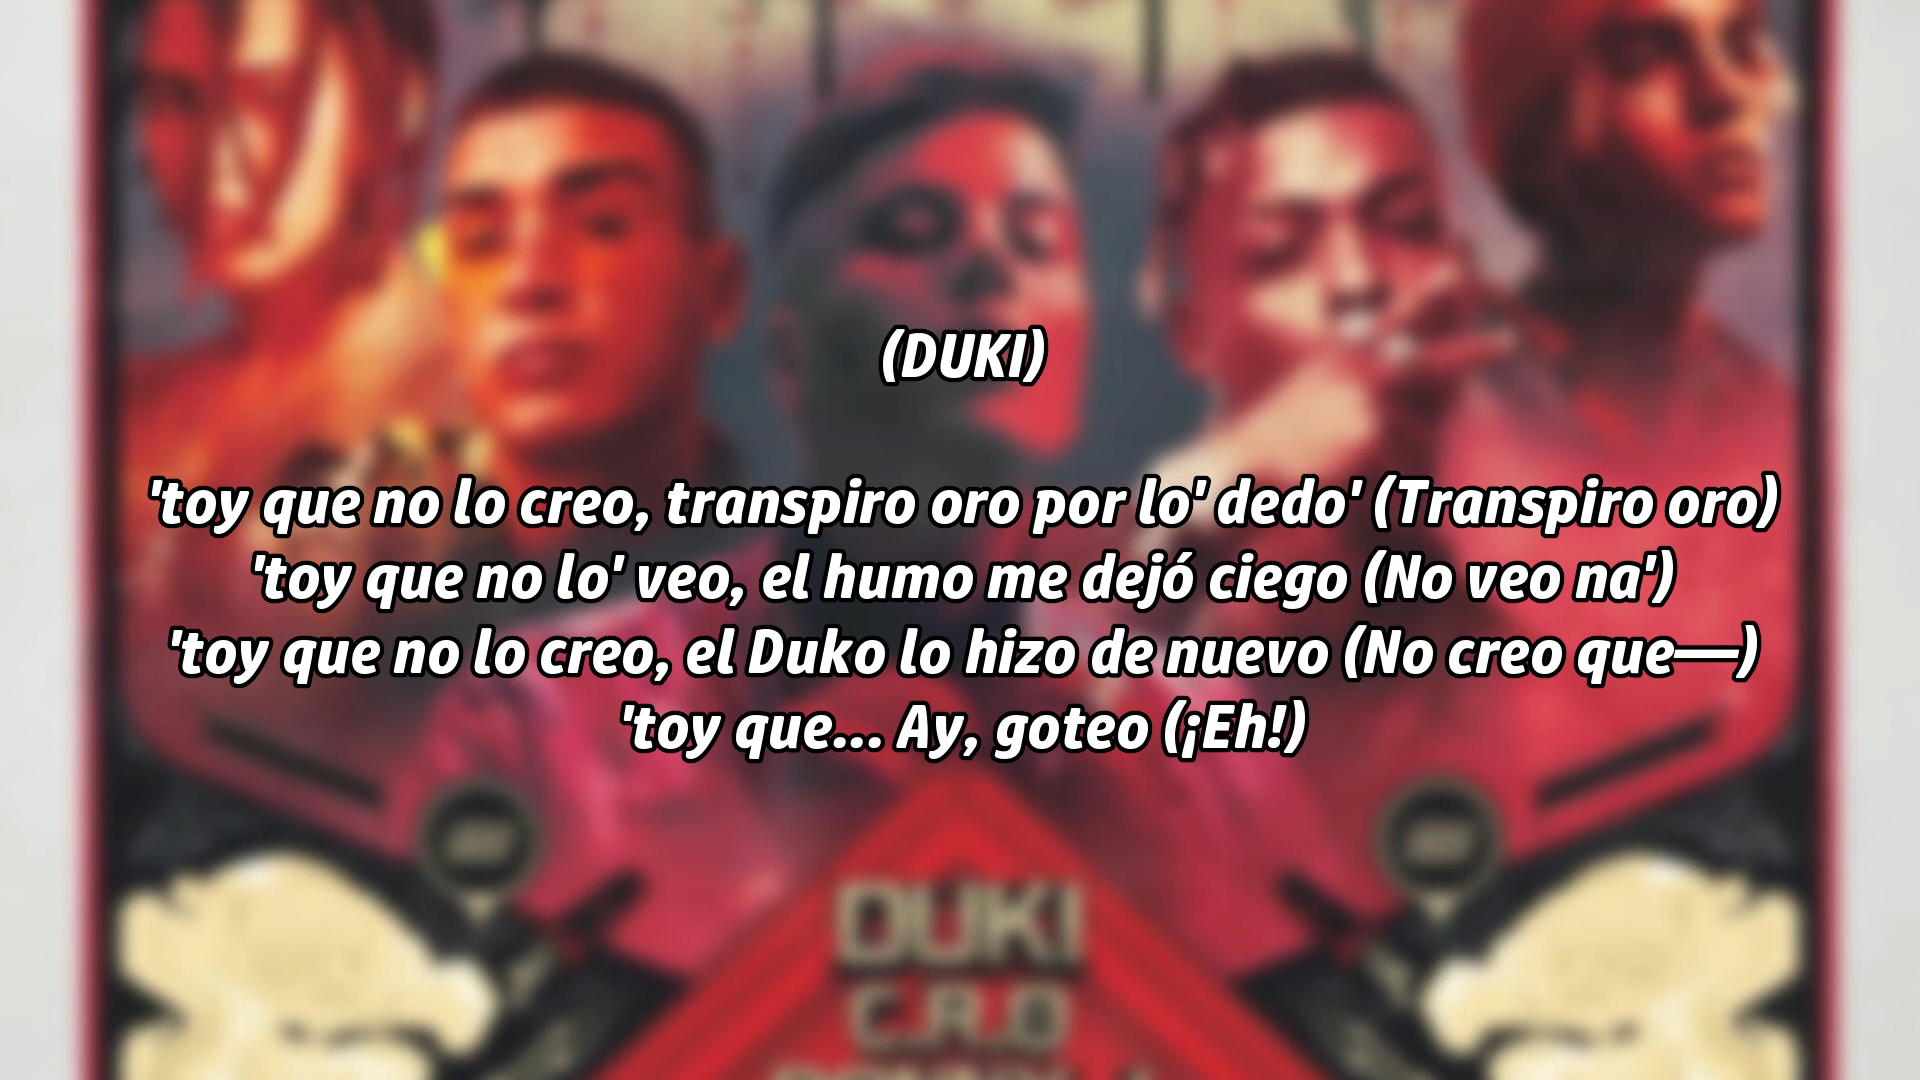 (DUKI)
'toy que no lo creo, transpiro oro por lo' dedo' (Transpiro oro)
'toy que no lo' veo, el humo me dejó ciego (No veo na')
'toy que no lo creo, el Duko lo hizo de nuevo (No creo que—)
'toy que... Ay, goteo (¡Eh!)
DUKI
C.R.O